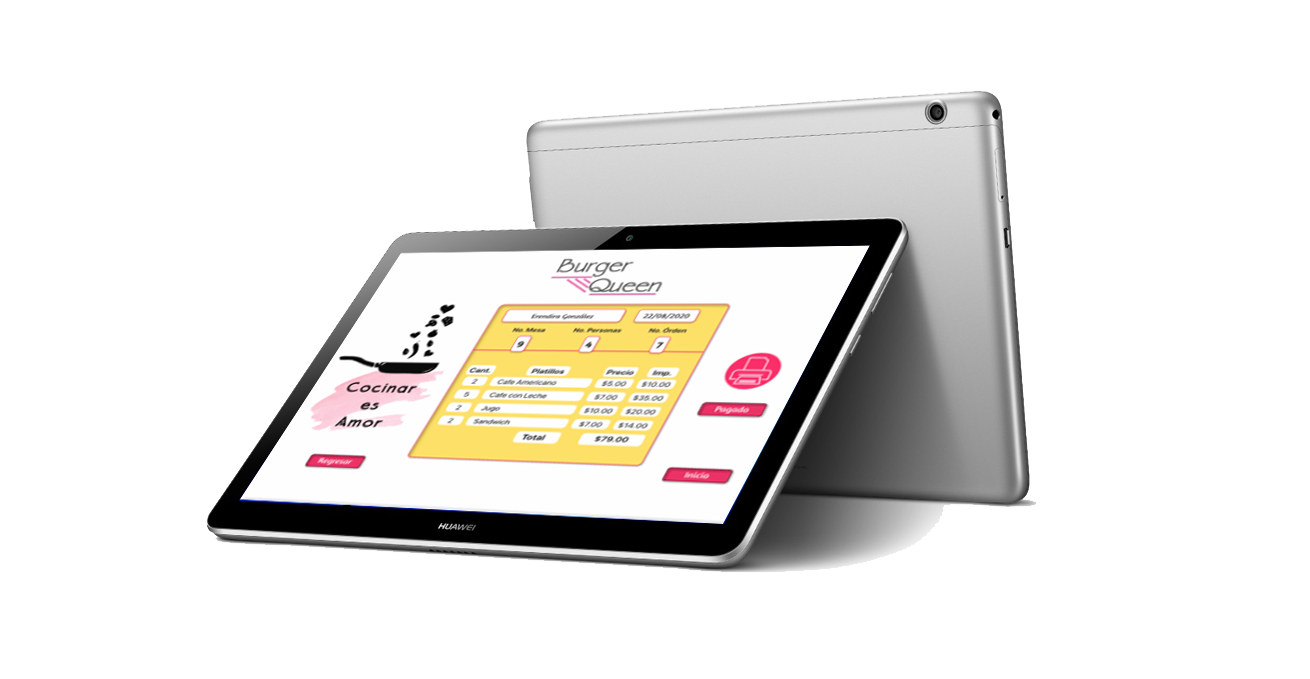 Burger
Queen
Erendira González 22/08/2020
No. Mesa No. Personas No. Órden
9 4 7
Cant. Platillos Precio Imp.
2 Cafe Americano $5.00 $10.00
5 Cafe con Leche $7.00 $35.00
2 Jugo $10.00 $20.00
2 Sandwich $7.00 $14.00
Total $79.00
Cocinar
es
Amor
Pagado
Regresar
Inicio
HUAWEI